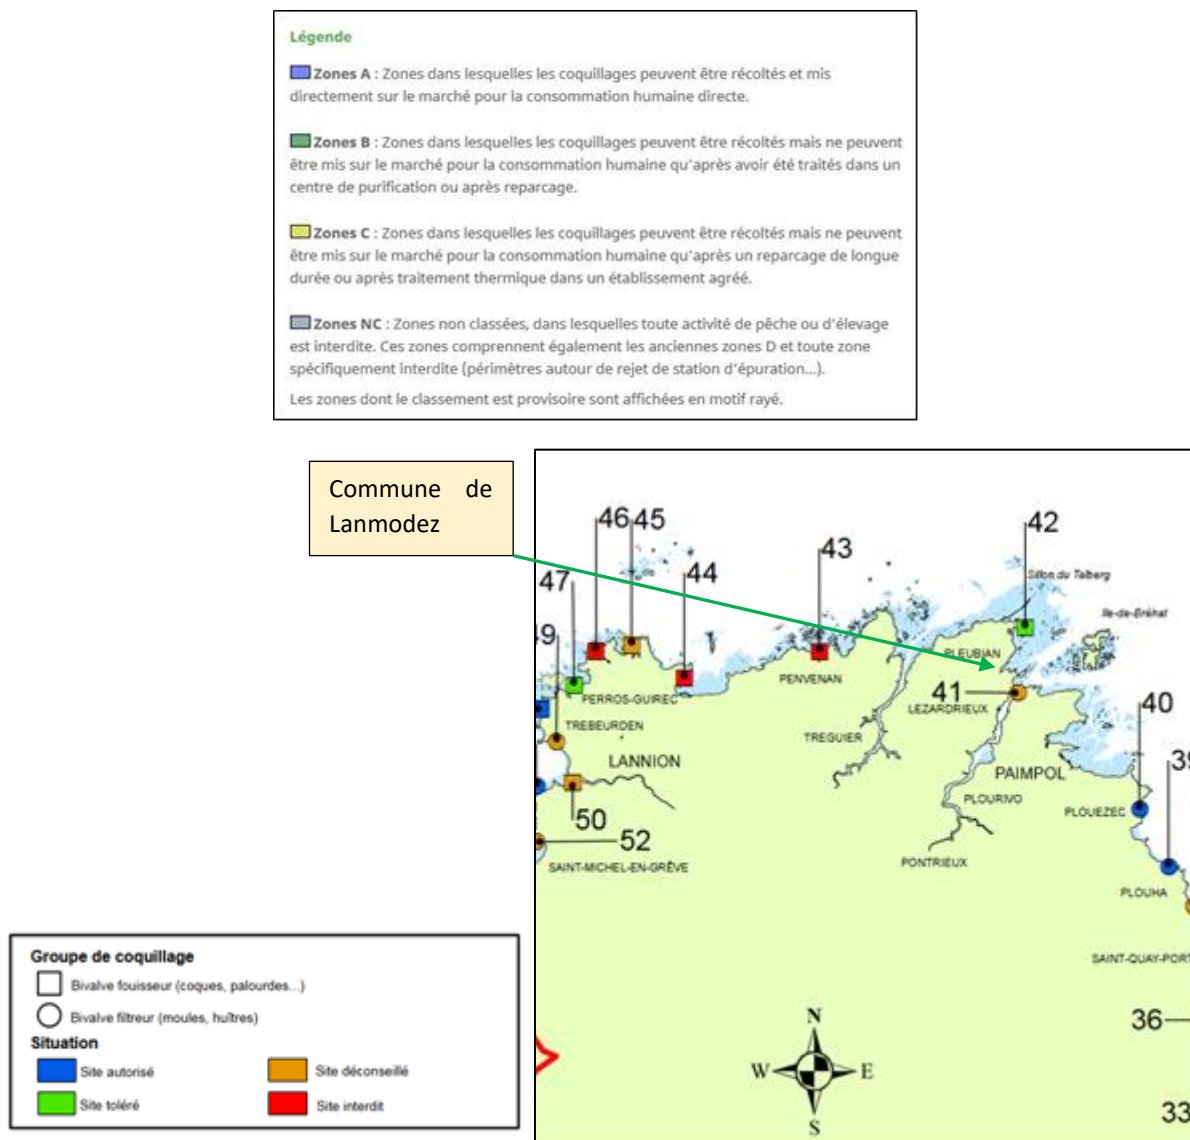 Légende
Zones A : Zones dans lesquelles les coquillages peuvent être récoltés et mis
directement sur le marché pour la consommation humaine directe.
Zones B : Zones dans lesquelles les coquillages peuvent être récoltés mais ne peuvent
être mis sur le marché pour la consommation humaine qu'après avoir été traités dans un
centre de purification ou après reparcage.
Zones C : Zones dans lesquelles les coquillages peuvent être récoltés mais ne peuvent
être mis sur le marché pour la consommation humaine qu'après un reparcage de longue
durée ou après traitement thermique dans un établissement agréé.
Zones NC : Zones non classées, dans lesquelles toute activité de pêche ou d'élevage
est interdite. Ces zones comprennent également les anciennes zones D et toute zone
spécifiquement interdite (périmètres autour de rejet de station d'épuration...).
Les zones dont le classement est provisoire sont affichées en motif rayé.
Commune de
Lanmodez
46
45
42
43
44
47
Sillon du Talberg
Ile-de-Bréhat
49
PLEUBIAN
PENVENAN
PERROS-GUIREC
41
LEZARDRIEUX
40
TREBEURDEN
TREGUIER
LANNION
39
PAIMPOL
PLOURIVO
PLOUEZEC
50
52
SAINT-MICHEL-EN-GRÈVE
PONTRIEUX
PLOUHA
SAINT-QUAY-PORT
36
N
W
E
S
33
Groupe de coquillage
Bivalve fouisseur (coques, palourdes...)
Bivalve filtreur (moules, huîtres)
Situation
Site autorisé
Site déconseillé
Site toléré
Site interdit